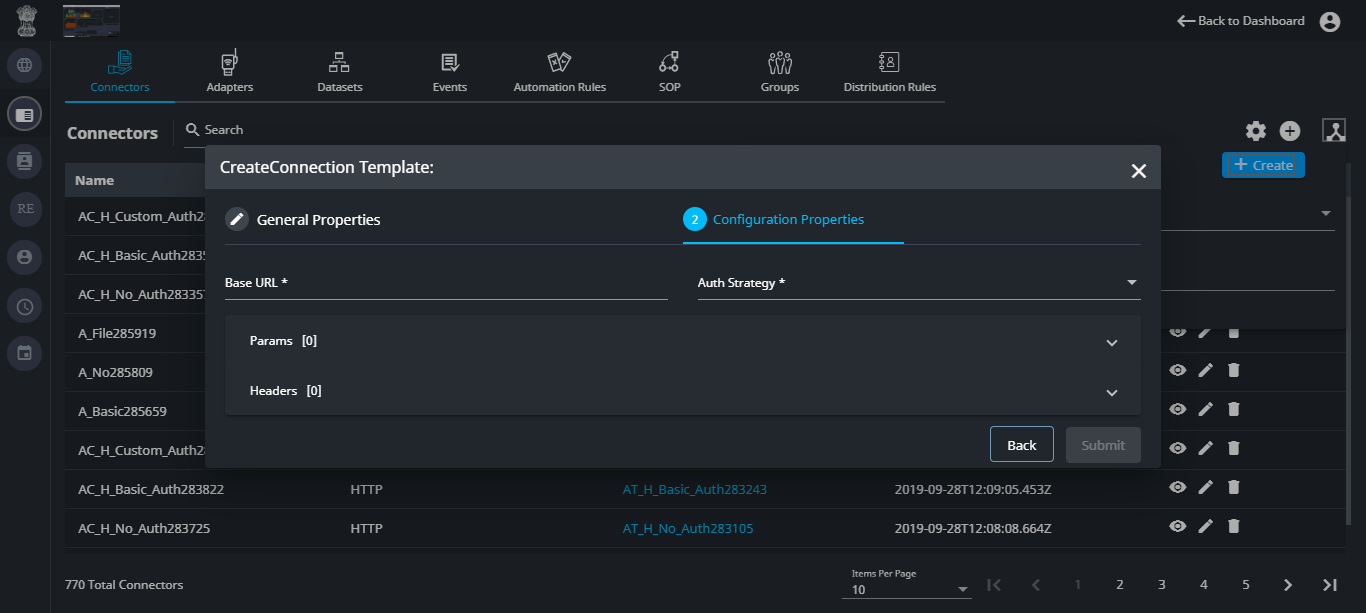 Back to Dashboard
Connectors
Adapters
Datasets
Events
Automation Rules
SOP
Groups
Distribution Rules
Connectors
Search
Create
Name
CreateConnection Template:
General Properties
2 Configuration Properties
Base URL *
Auth Strategy *
Params [0]
Headers [0]
Back
Submit
RE
AC_H_Custom_Auth2
AC_H_Basic_Auth2835
AC_H_No_Auth283357
A_File285919
A_No285809
A_Basic285659
AC_H_Custom_Auth2
AC_H_Basic_Auth283822 HTTP AT_H_Basic_Auth283243 2019-09-28T12:09:05.453Z
AC_H_No_Auth283725 HTTP AT_H_No_Auth283105 2019-09-28T12:08:08.664Z
770 Total Connectors
Items Per Page
10
1 2 3 4 5